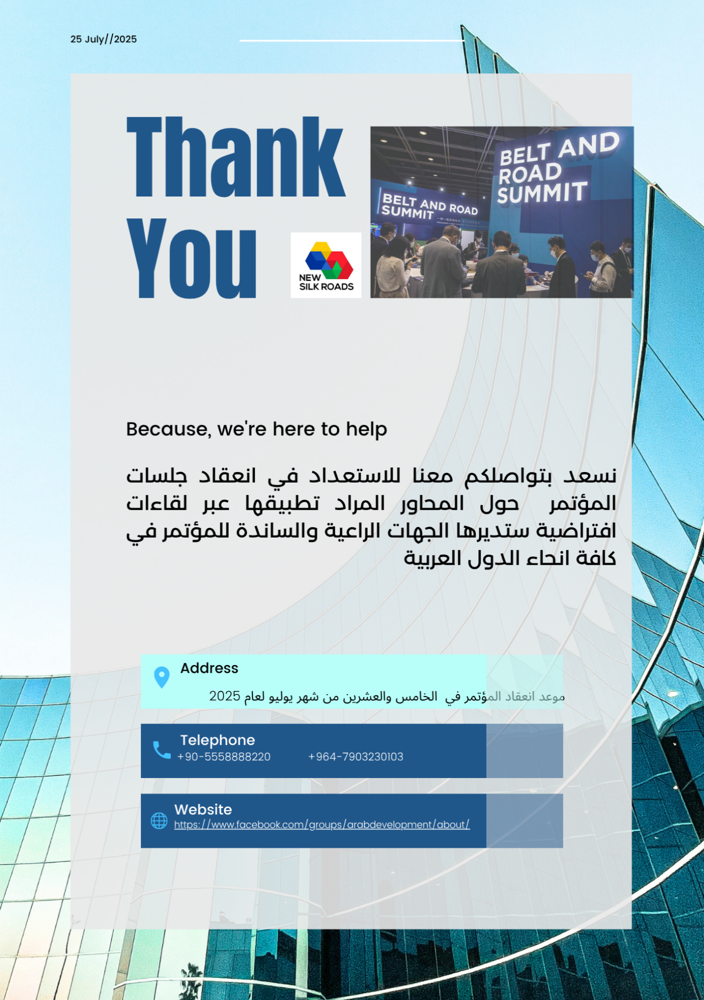 25 July//2025
Thank
You
BELT AND
ROAD
SUMMIT
BELT AND ROAD
SUMMIT
NEW
SILK ROADS
Because, we're here to help
نسعد بتواصلكم معنا للاستعداد في انعقاد جلسات
المؤتمر حول المحاور المراد تطبيقها عبر لقاءات
افتراضية ستديرها الجهات الراعية والساندة للمؤتمر في
كافة انحاء الدول العربية
Address
موعد انعقاد المؤتمر في الخامس والعشرين من شهر يوليو لعام 2025
Telephone
+90-5558888220 +964-7903230103
Website
https://www.facebook.com/groups/arabdevelopment/about/